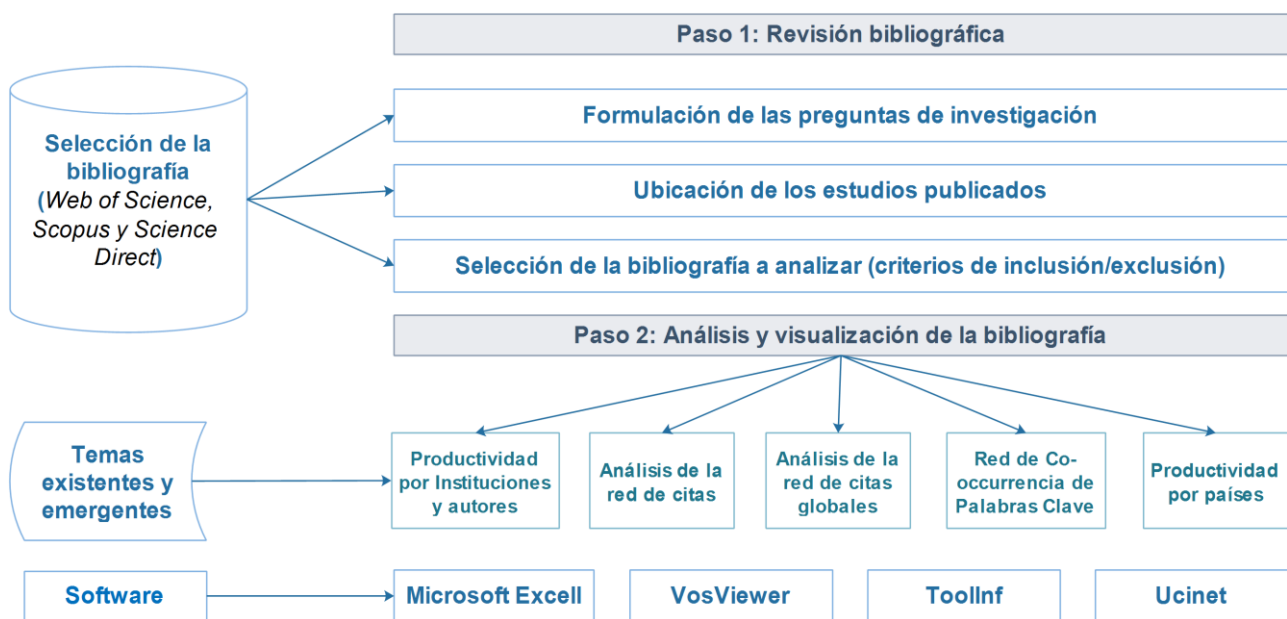 Paso 1: Revisión bibliográfica
Selección de la
bibliografía
(Web of Science,
Scopus y Science
Direct)
Formulación de las preguntas de investigación
Ubicación de los estudios publicados
Selección de la bibliografía a analizar (criterios de inclusión/exclusión)
Paso 2: Análisis y visualización de la bibliografía
Temas
existentes y
emergentes
Productividad
por Instituciones
y autores
Análisis de la
red de citas
Análisis de la
red de citas
globales
Red de Co-
occurrencia de
Palabras Clave
Productividad
por países
Software
Microsoft Excell
VosViewer
ToolInf
Ucinet